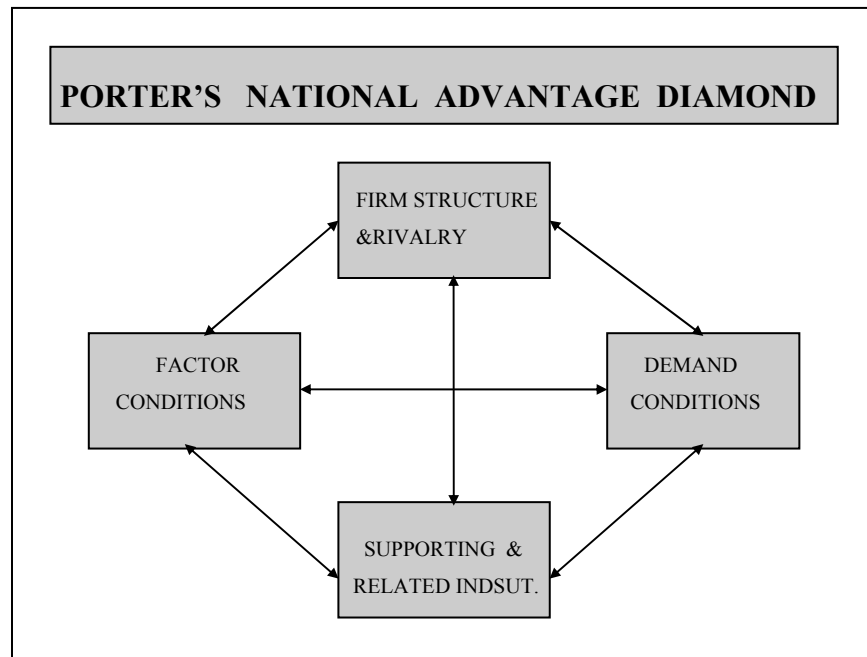 PORTER’S NATIONAL ADVANTAGE DIAMOND
FIRM STRUCTURE
&RIVALRY
FACTOR
CONDITIONS
DEMAND
CONDITIONS
SUPPORTING &
RELATED INDSUT.